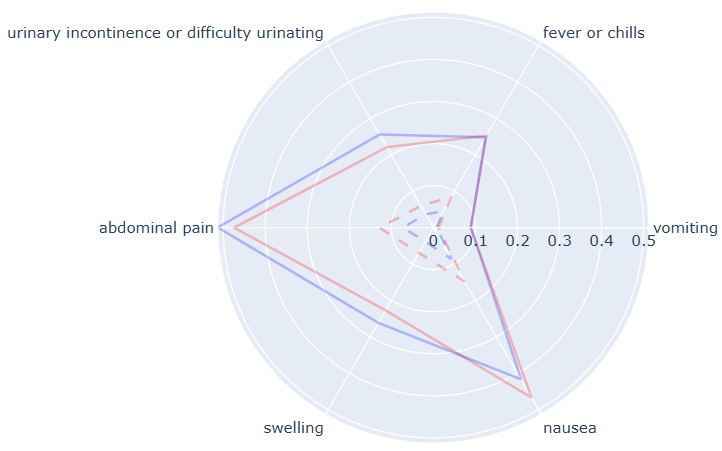 urinary incontinence or difficulty urinating
fever or chills
abdominal pain
vomiting
0 0.1 0.2 0.3 0.4 0.5
swelling
nausea